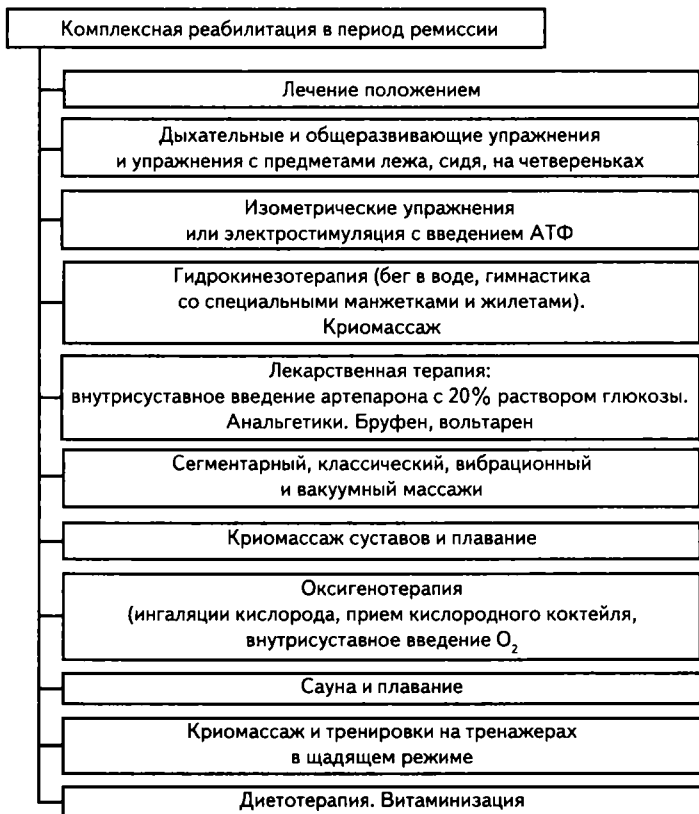 Комплексная реабилитация в период ремиссии
Лечение положением
Дыхательные и общеразвивающие упражнения
и упражнения с предметами лежа, сидя, на четвереньках
Изометрические упражнения
или электростимуляция с введением АТФ
Гидрокинезотерапия (бег в воде, гимнастика
со специальными манжетками и жилетами).
Криомассаж
Лекарственная терапия:
внутрисуставное введение артепарона с 20% раствором глюкозы.
Анальгетики. Бруфен, вольтарен
Сегментарный, классический, вибрационный
и вакуумный массажи
Криомассаж суставов и плавание
Оксигенотерапия
(ингаляции кислорода, прием кислородного коктейля,
внутрисуставное введение O₂
Сауна и плавание
Криомассаж и тренировки на тренажерах
в щадящем режиме
Диетотерапия. Витаминизация